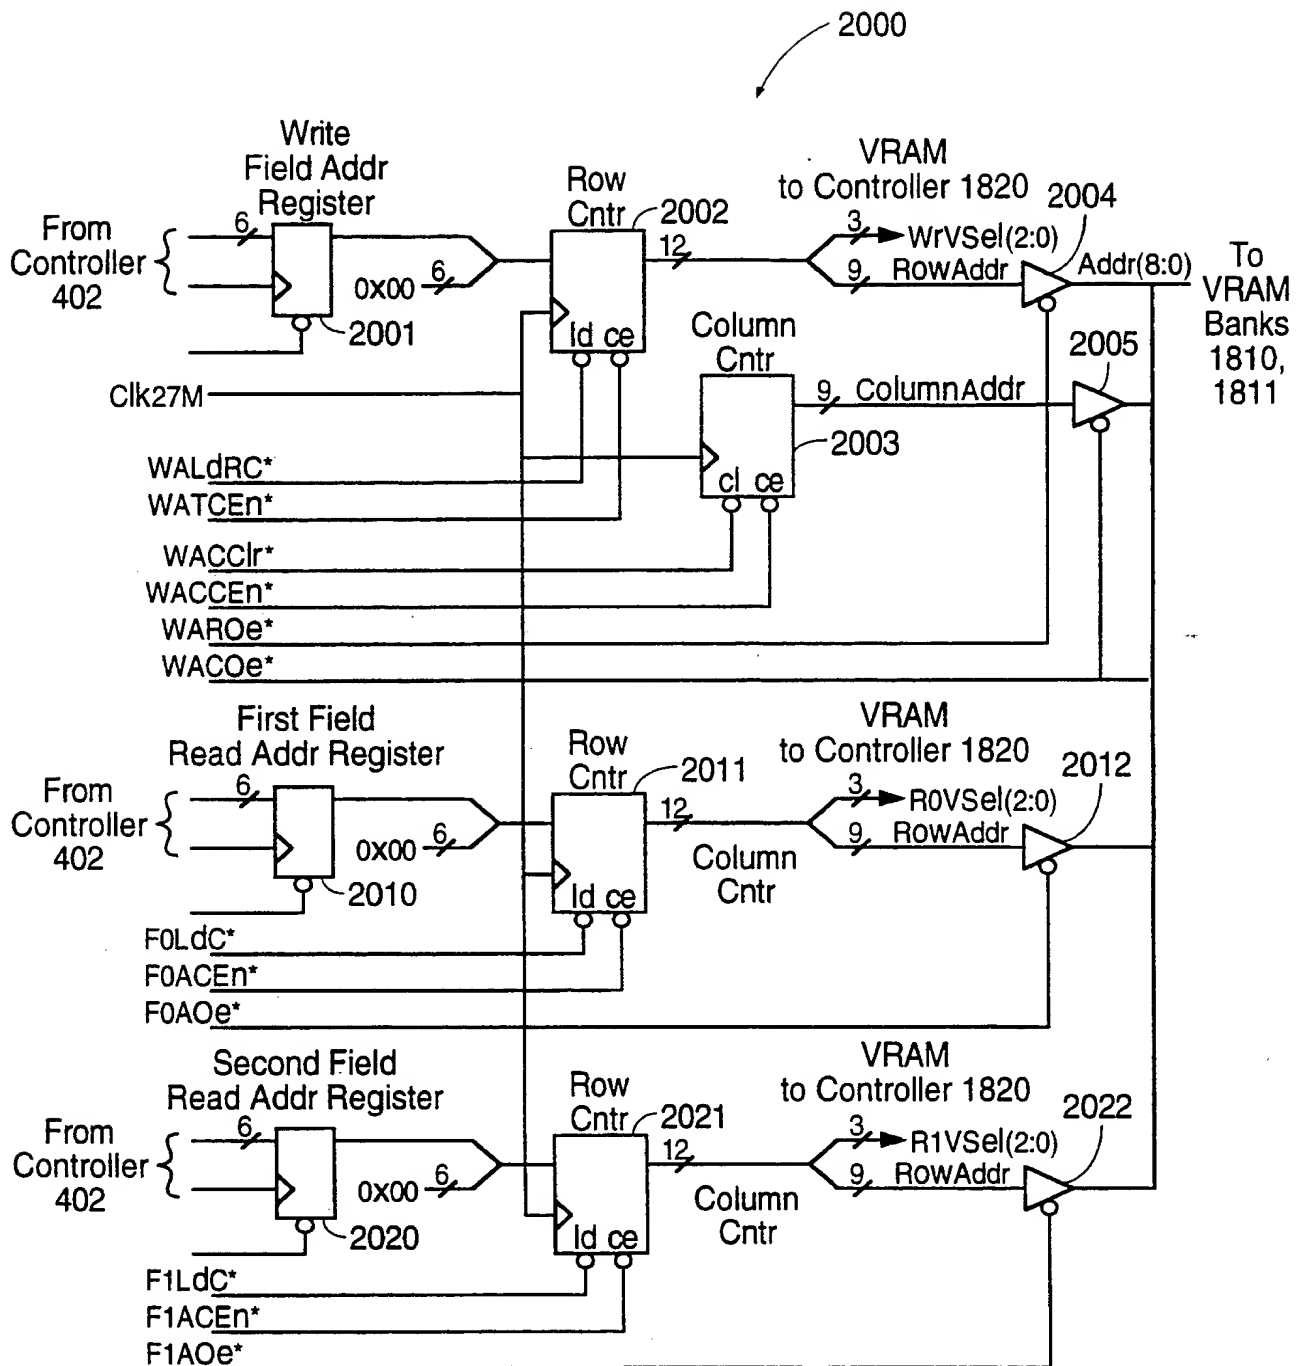 2000
Write
Field Addr
Register
From
Controller
402
6
2001
0x00
6
Row
Cntr
2002
ld ce
12
VRAM
to Controller 1820
3
WrVSel(2:0)
9
RowAddr
2004
Addr(8:0)
To
VRAM
Banks
1810,
1811
Clk27M
Column
Cntr
2003
cl ce
9
ColumnAddr
2005
WALdRC*
WATCEn*
WACClr*
WACCEn*
WAROe*
WACOe*
First Field
Read Addr Register
From
Controller
402
6
2010
0x00
6
Row
Cntr
2011
ld ce
12
Column
Cntr
VRAM
to Controller 1820
3
R0VSel(2:0)
9
RowAddr
2012
F0LdC*
F0ACEn*
F0AOe*
Second Field
Read Addr Register
From
Controller
402
6
2020
0x00
6
Row
Cntr
2021
ld ce
12
Column
Cntr
VRAM
to Controller 1820
3
R1VSel(2:0)
9
RowAddr
2022
F1LdC*
F1ACEn*
F1AOe*